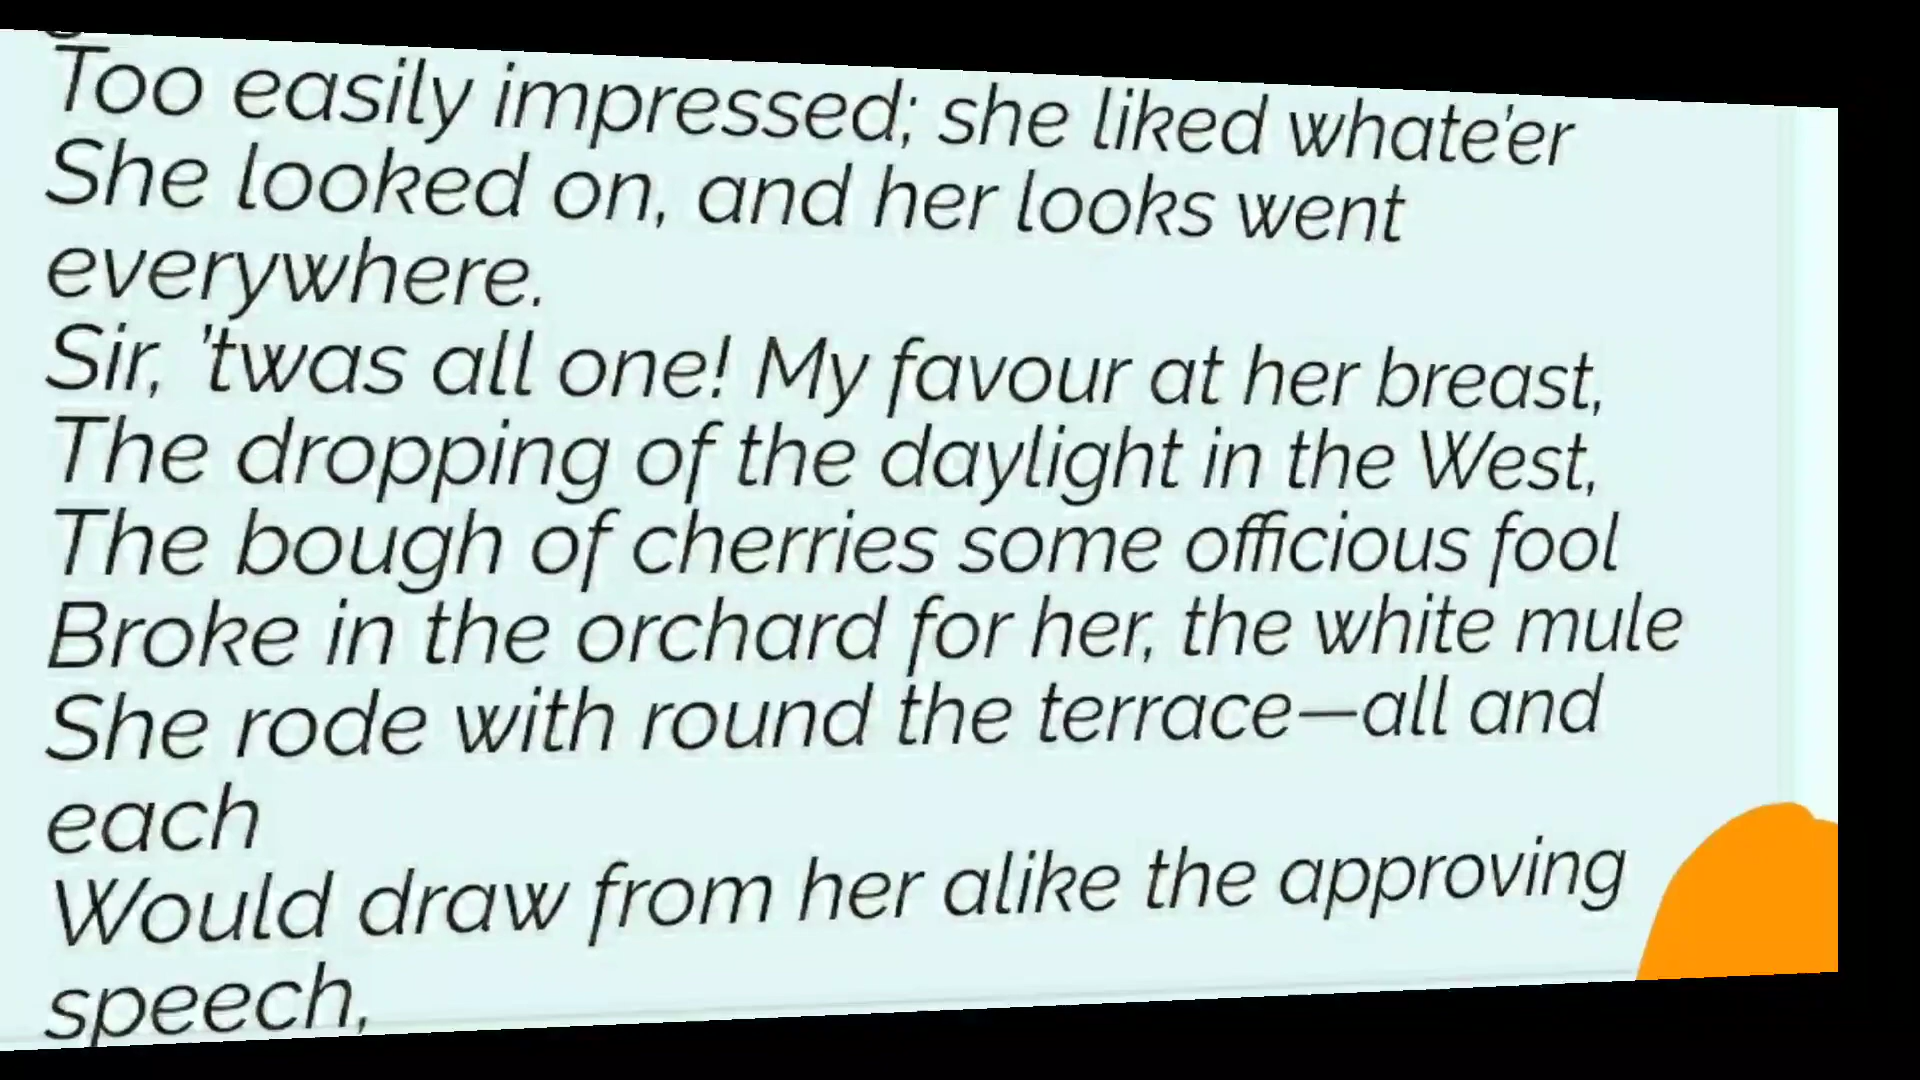 Too easily impressed; she liked whate'er
She looked on, and her looks went
everywhere.
Sir, 'twas all one! My favour at her breast,
The dropping of the daylight in the West,
The bough of cherries some officious fool
Broke in the orchard for her, the white mule
She rode with round the terrace—all and
each
Would draw from her alike the approving
speech,